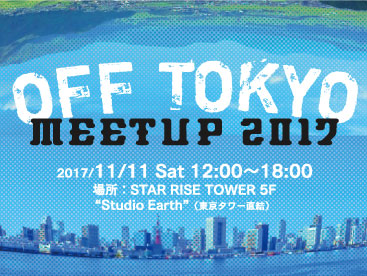 OFF TOKYO
MEETUP 2017
2017/11/11 Sat 12:00〜18:00
場所：STAR RISE TOWER 5F
“Studio Earth”（東京タワー直結）